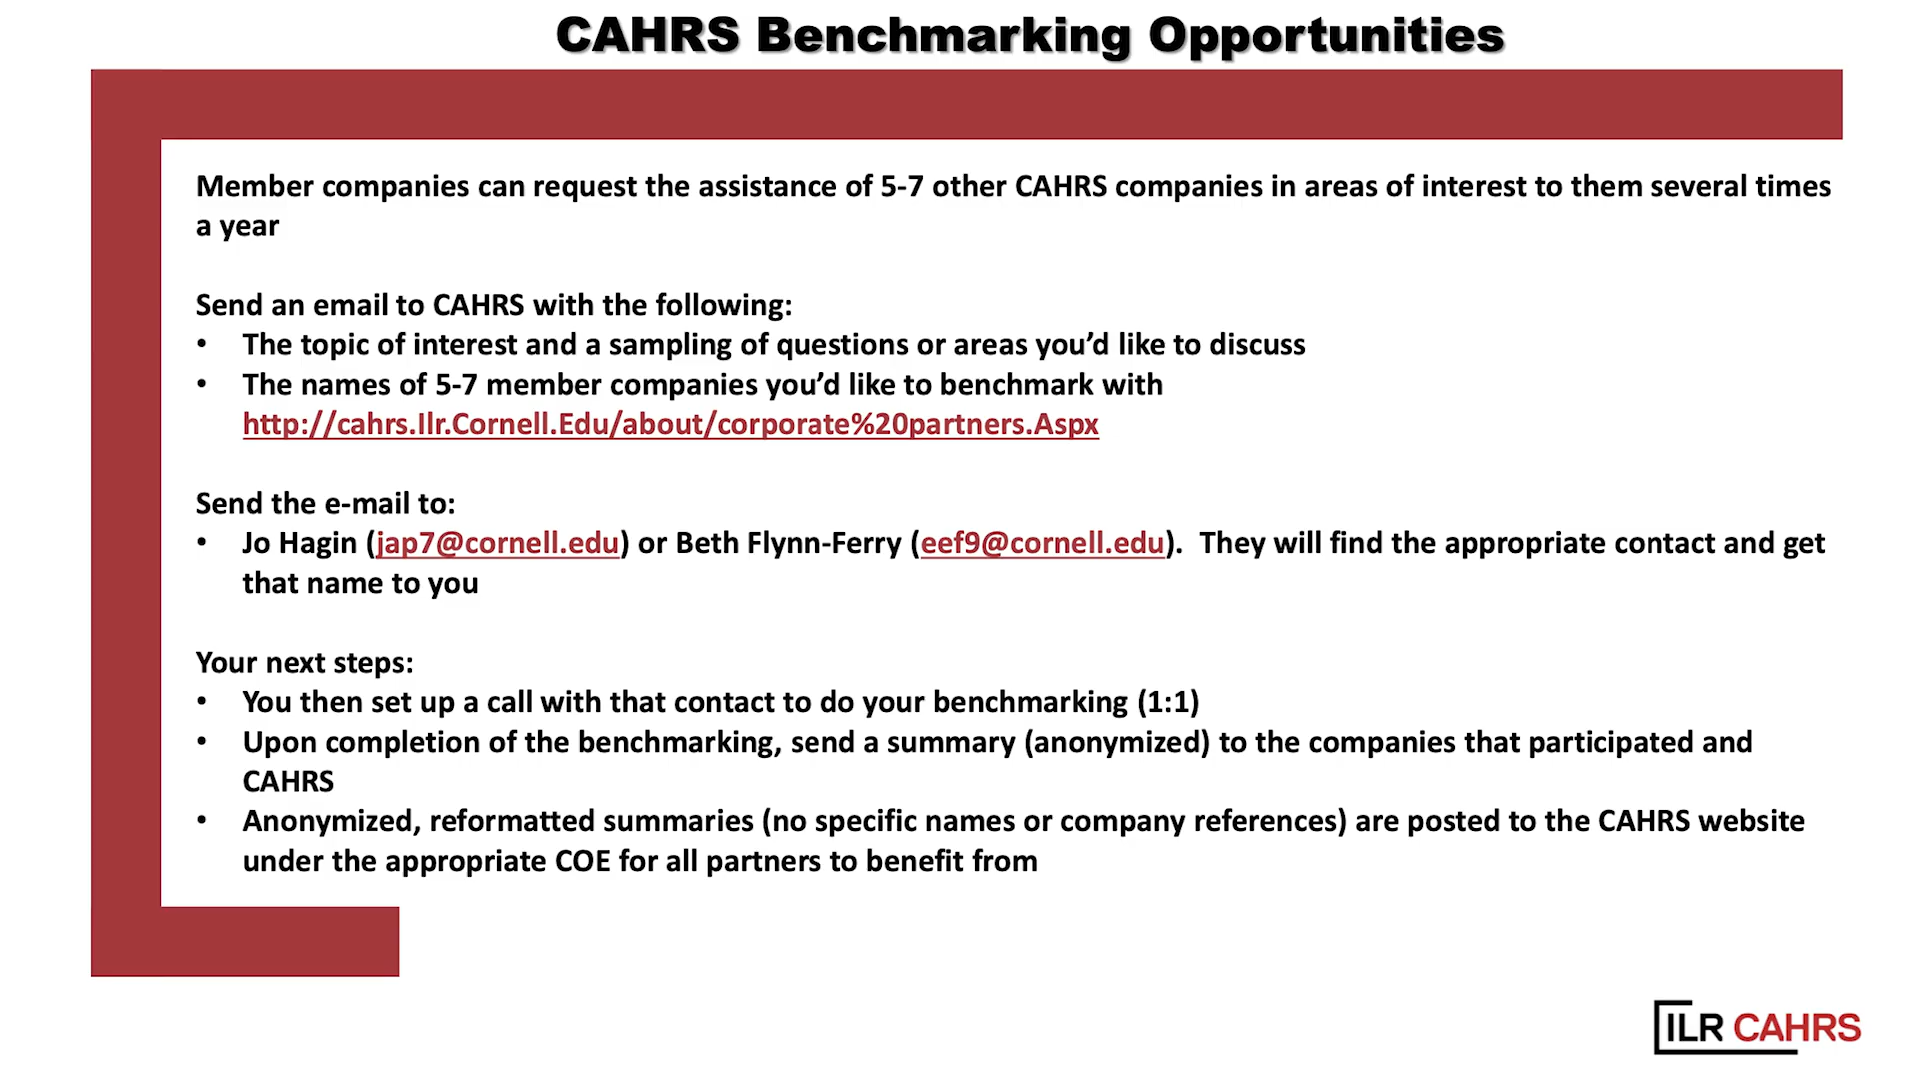 CAHRS Benchmarking Opportunities
Member companies can request the assistance of 5-7 other CAHRS companies in areas of interest to them several times
a year
Send an email to CAHRS with the following:
• The topic of interest and a sampling of questions or areas you’d like to discuss
• The names of 5-7 member companies you’d like to benchmark with
http://cahrs.Ilr.Cornell.Edu/about/corporate%20partners.Aspx
Send the e-mail to:
• Jo Hagin (jap7@cornell.edu) or Beth Flynn-Ferry (eef9@cornell.edu).  They will find the appropriate contact and get
that name to you
Your next steps:
• You then set up a call with that contact to do your benchmarking (1:1)
• Upon completion of the benchmarking, send a summary (anonymized) to the companies that participated and
CAHRS
• Anonymized, reformatted summaries (no specific names or company references) are posted to the CAHRS website
under the appropriate COE for all partners to benefit from
ILR CAHRS